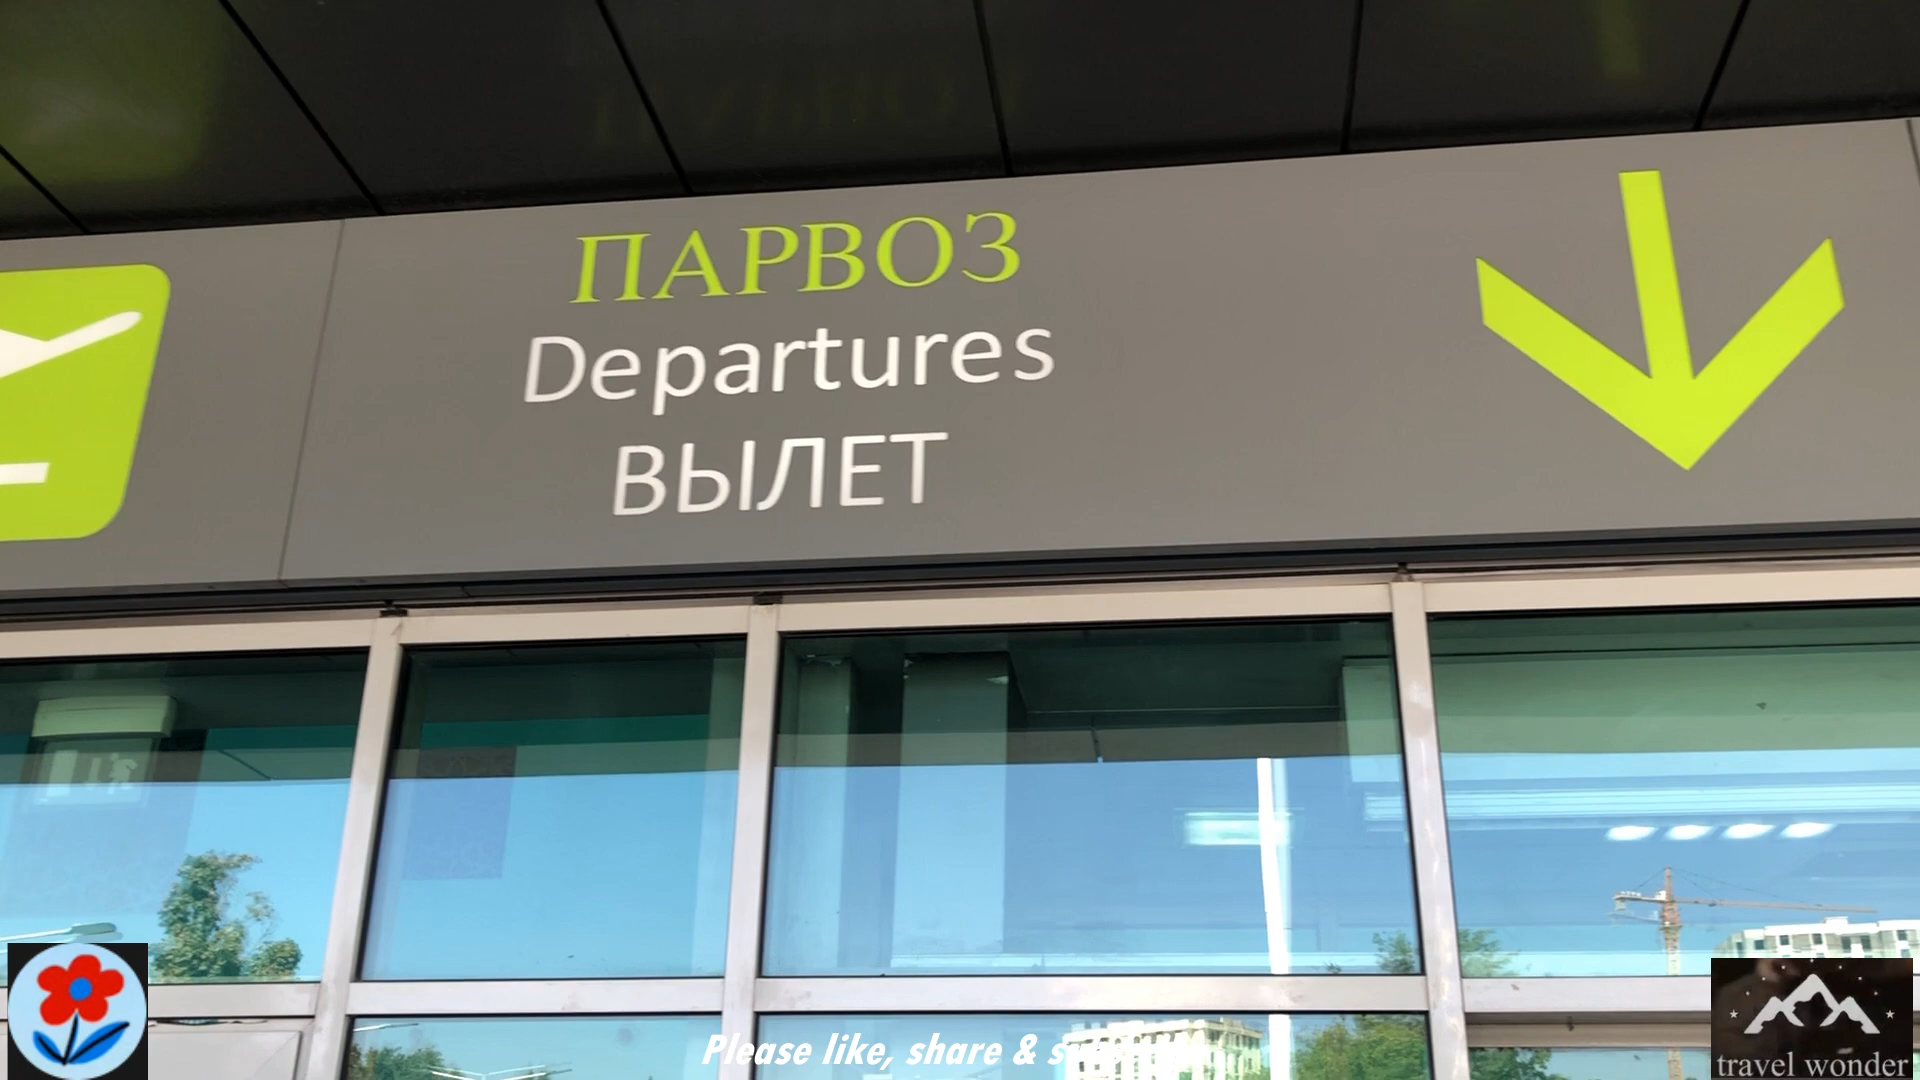 ПАРВОЗ
Departures
ВЫЛЕТ
Please like, share &
travel wonder